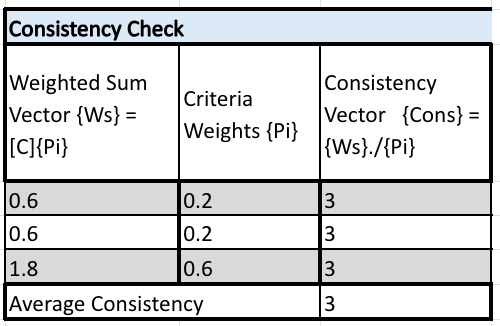 Consistency Check
Weighted Sum
Vector {Ws} =
[C]{Pi}
Criteria
Weights {Pi}
Consistency
Vector {Cons} =
{Ws}./{Pi}
0.6 0.2 3
0.6 0.2 3
1.8 0.6 3
Average Consistency 3